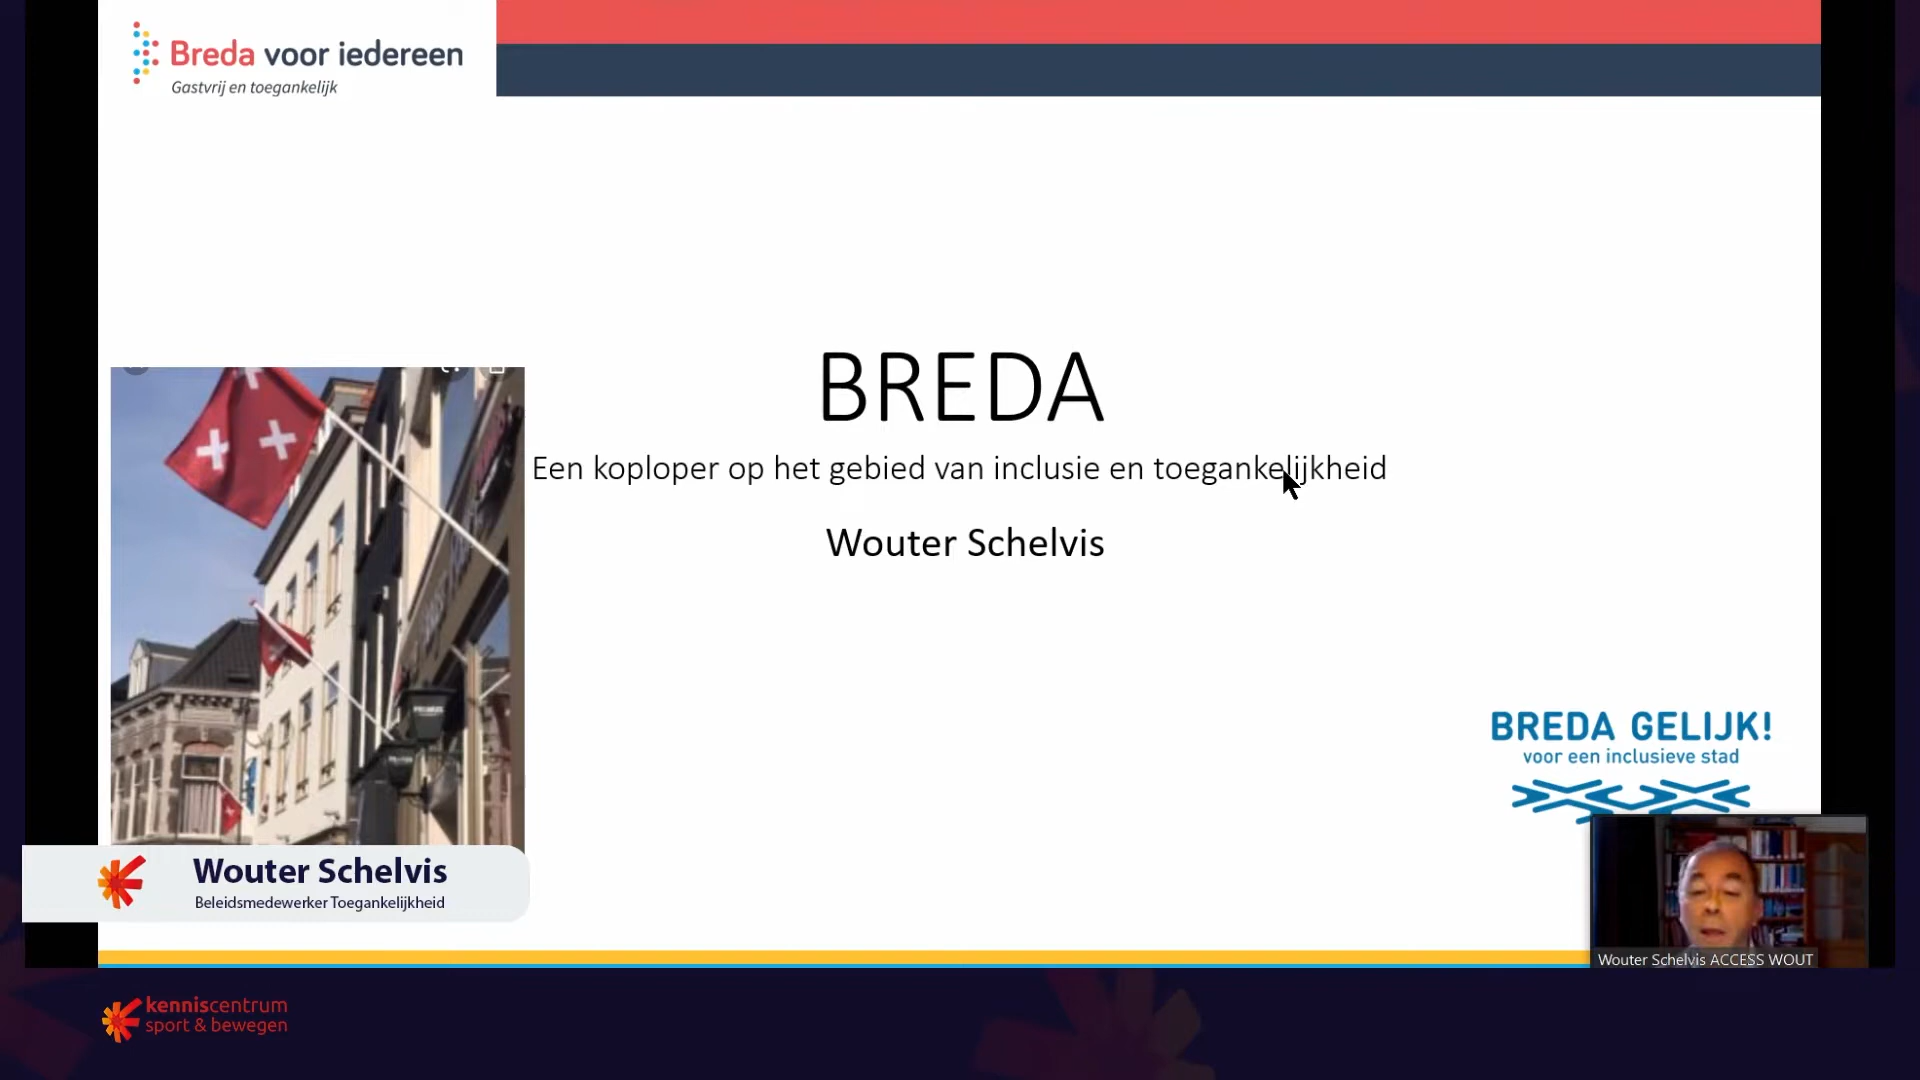 Breda voor iedereen
Gastvrij en toegankelijk
BREDA
Een koploper op het gebied van inclusie en toegankelijkheid
Wouter Schelvis
BREDA GELIJK!
voor een inclusieve stad
Wouter Schelvis
Beleidsmedewerker Toegankelijkheid
Wouter Schelvis ACCESS WOUT
kenniscentrum
sport & bewegen